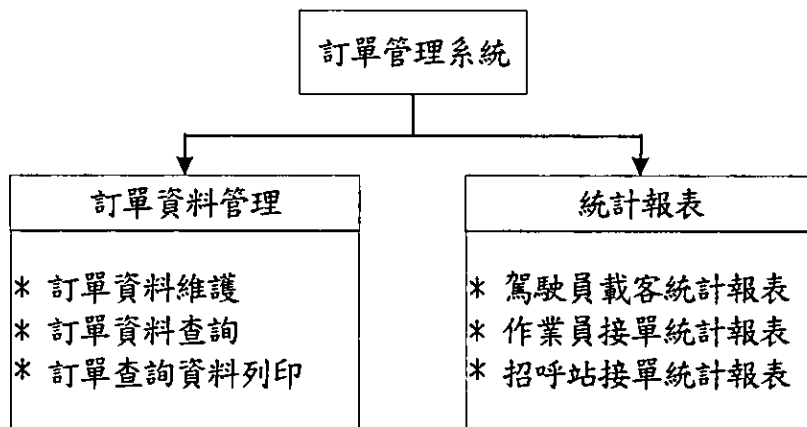 訂單管理系統
訂單資料管理
* 訂單資料維護
* 訂單資料查詢
* 訂單查詢資料列印
統計報表
* 駕駛員載客統計報表
* 作業員接單統計報表
* 招呼站接單統計報表